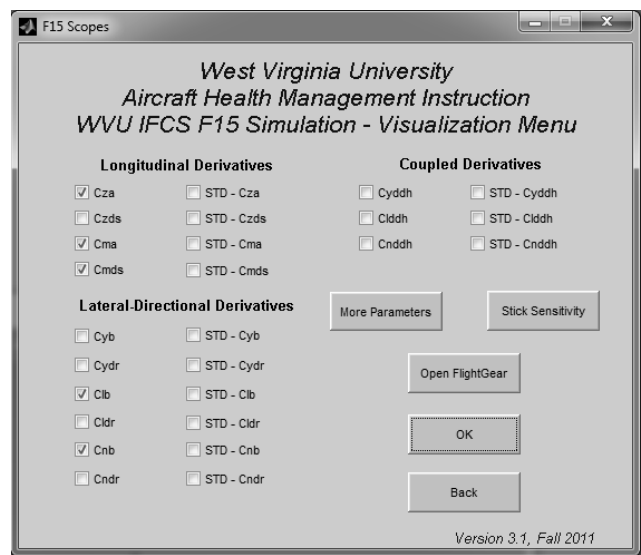 F15 Scopes
West Virginia University
Aircraft Health Management Instruction
WVU IFCS F15 Simulation - Visualization Menu
Longitudinal Derivatives
Cza
STD - Cza
Czds
STD - Czds
Cma
STD - Cma
Cmds
STD - Cmds
Coupled Derivatives
Cyddh
STD - Cyddh
Clddh
STD - Clddh
Cnddh
STD - Cnddh
Lateral-Directional Derivatives
Cyb
STD - Cyb
Cydr
STD - Cydr
Clb
STD - Clb
Cldr
STD - Cldr
Cnb
STD - Cnb
Cndr
STD - Cndr
More Parameters
Stick Sensitivity
Open FlightGear
OK
Back
Version 3.1, Fall 2011